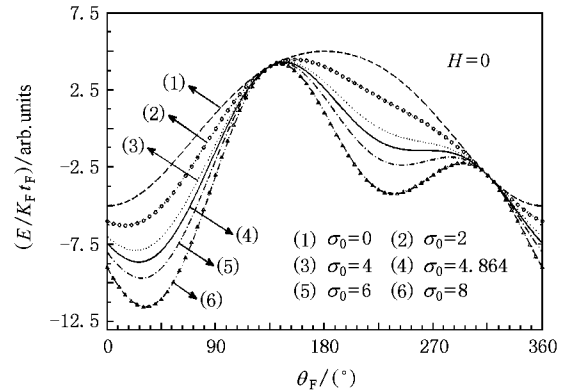 7.5
2.5
-2.5
-7.5
-12.5
(E/K_F t_F)/arb.units
H=0
(1)
(2)
(3)
(4)
(5)
(6)
(1) σ₀=0 (2) σ₀=2
(3) σ₀=4 (4) σ₀=4.864
(5) σ₀=6 (6) σ₀=8
0 90 180 270 360
θ_F/(°)